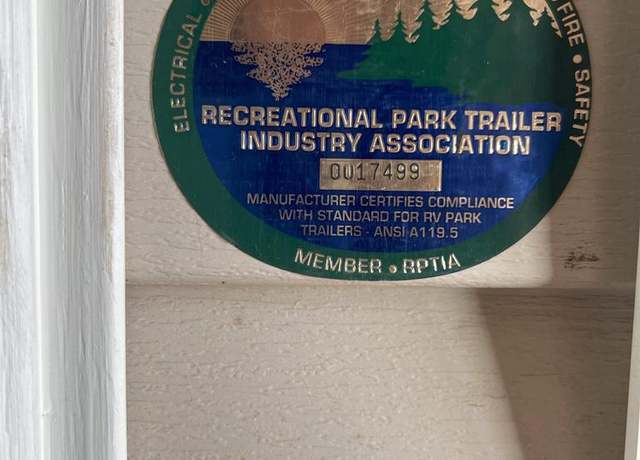 ELECTRICAL
FIRE • SAFETY
RECREATIONAL PARK TRAILER
INDUSTRY ASSOCIATION
0017499
MANUFACTURER CERTIFIES COMPLIANCE
WITH STANDARD FOR RV PARK
TRAILERS - ANSI A119.5
MEMBER • RPTIA